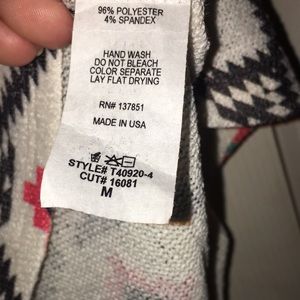 96% POLYESTER
4% SPANDEX
HAND WASH
DO NOT BLEACH
COLOR SEPARATE
LAY FLAT DRYING
RN# 137851
MADE IN USA
STYLE# T40920-4
CUT# 16081
M